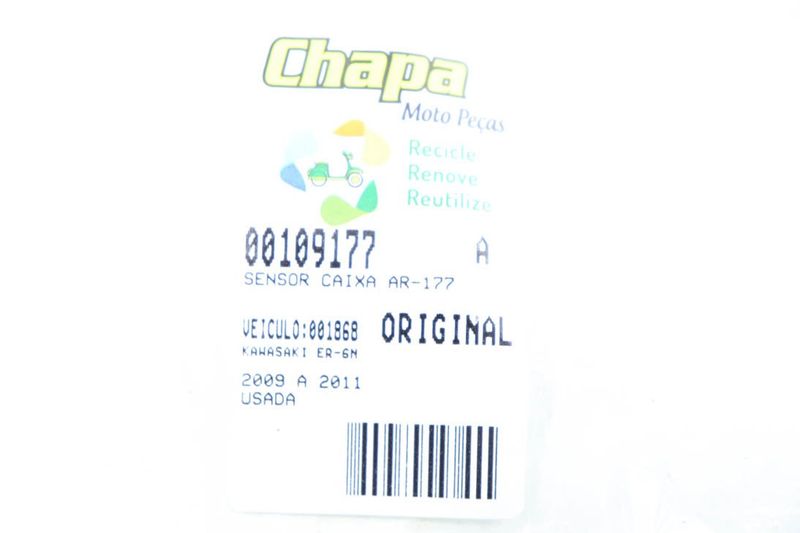 Chapa
Moto Peças
Recicle
Renove
Reutilize
00109177 A
SENSOR CAIXA AR-177
VEICULO:001868 ORIGINAL
KAWASAKI ER-6N
2009 A 2011
USADA